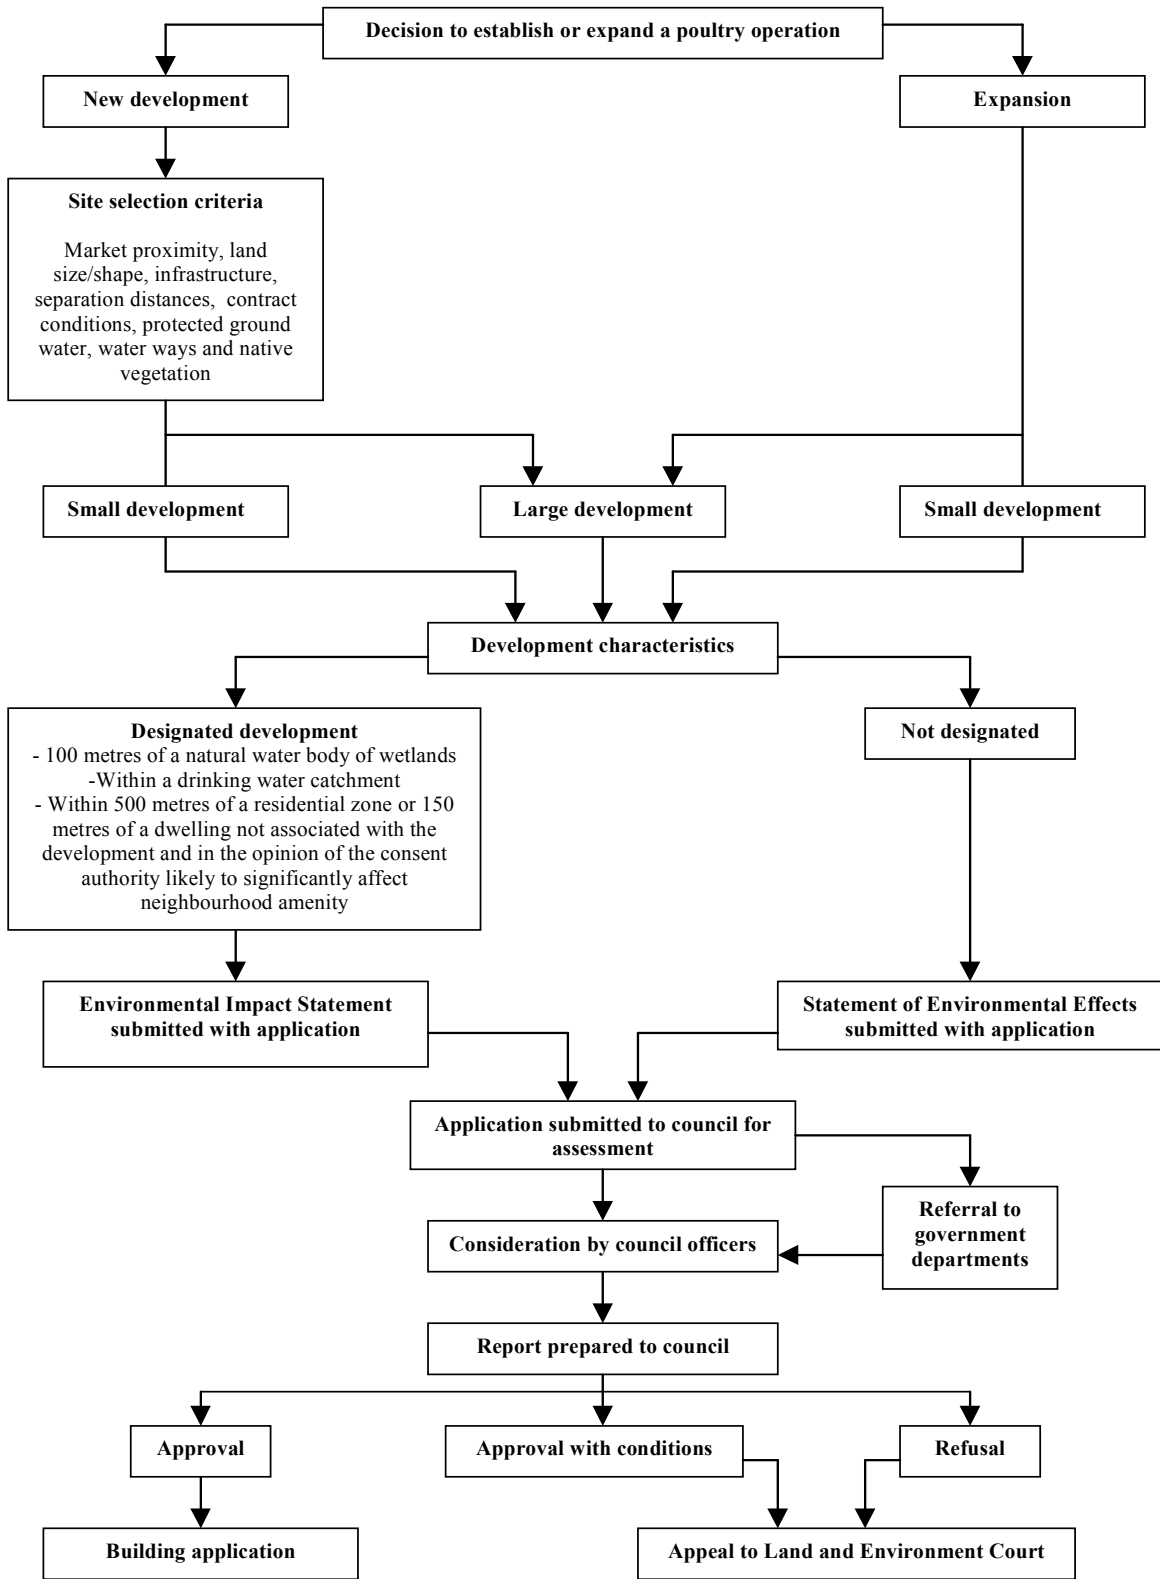 Decision to establish or expand a poultry operation
New development
Expansion
Site selection criteria
Market proximity, land
size/shape, infrastructure,
separation distances,  contract
conditions, protected ground
water, water ways and native
vegetation
Small development
Large development
Small development
Development characteristics
Designated development
- 100 metres of a natural water body of wetlands
-Within a drinking water catchment
- Within 500 metres of a residential zone or 150
metres of a dwelling not associated with the
development and in the opinion of the consent
authority likely to significantly affect
neighbourhood amenity
Not designated
Environmental Impact Statement
submitted with application
Statement of Environmental Effects
submitted with application
Application submitted to council for
assessment
Referral to
government
departments
Consideration by council officers
Report prepared to council
Approval
Approval with conditions
Refusal
Building application
Appeal to Land and Environment Court